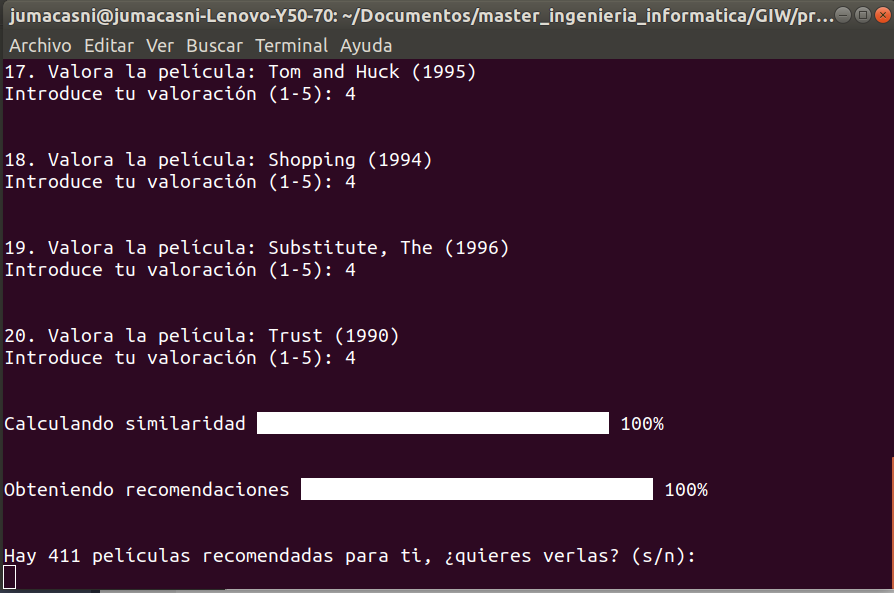 jumacasni@jumacasni-Lenovo-Y50-70: ~/Documentos/master_ingenieria_informatica/GIW/pr...
Archivo Editar Ver Buscar Terminal Ayuda
17. Valora la película: Tom and Huck (1995)
Introduce tu valoración (1-5): 4
18. Valora la película: Shopping (1994)
Introduce tu valoración (1-5): 4
19. Valora la película: Substitute, The (1996)
Introduce tu valoración (1-5): 4
20. Valora la película: Trust (1990)
Introduce tu valoración (1-5): 4
Calculando similaridad 100%
Obteniendo recomendaciones 100%
Hay 411 películas recomendadas para ti, ¿quieres verlas? (s/n):